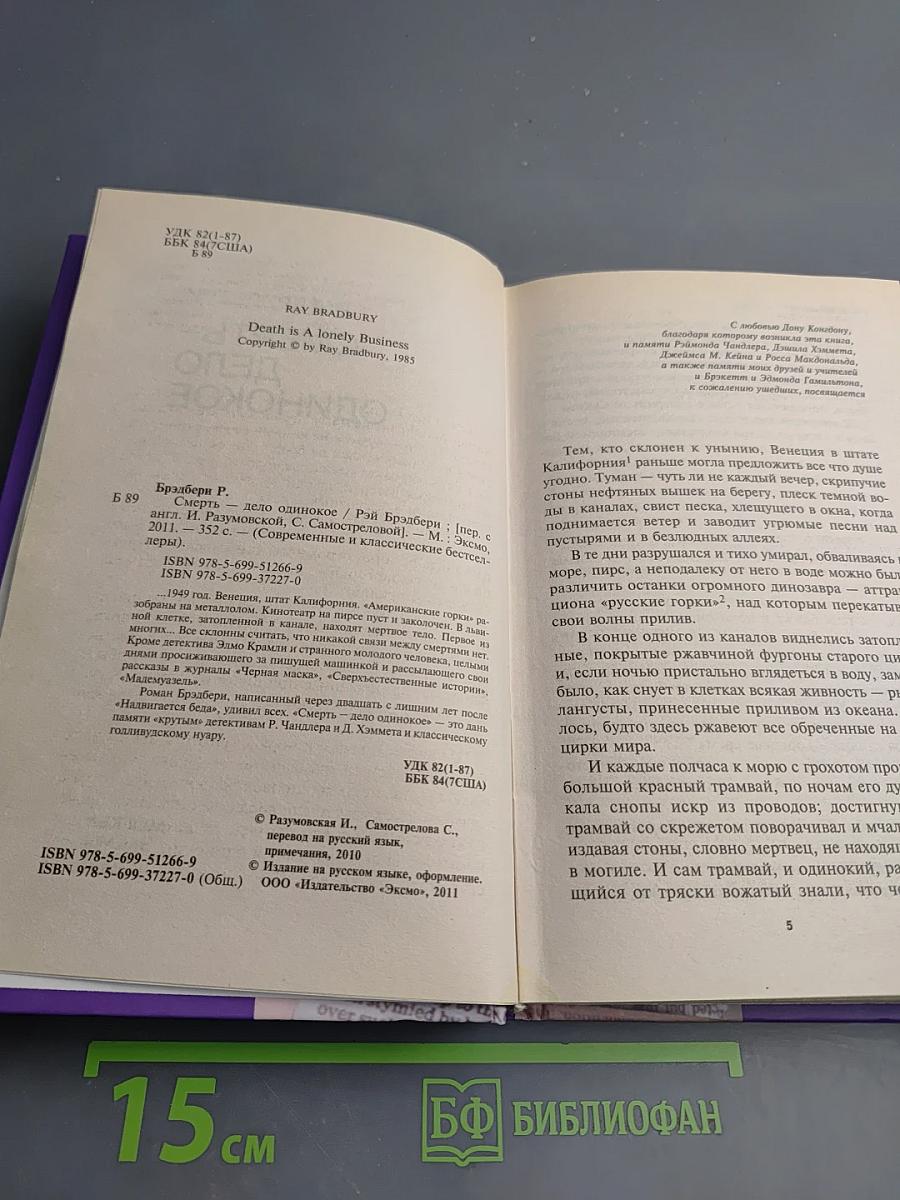 УДК 82(1-87)
ББК 84(7США)
Б 89
RAY BRADBURY
Death is A lonely Business
Copyright © by Ray Bradbury, 1985
Брэдбери Р.
Б 89 Смерть — дело одинокое / Рэй Брэдбери ; [пер. с
англ. И. Разумовской, С. Самостреловой]. — М. : Эксмо,
2011. — 352 с. — (Современные и классические бестсел-
леры).
ISBN 978-5-699-51266-9
ISBN 978-5-699-37227-0
...1949 год. Венеция, штат Калифорния. «Американские горки» ра-
зобраны на металлолом. Кинотеатр на пирсе пуст и заколочен. В льви-
ной клетке, затопленной в канале, находят мертвое тело. Первое из
многих... Все склонны считать, что никакой связи между смертями нет.
Кроме детектива Элмо Крамли и странного молодого человека, целыми
днями просиживающего за пишущей машинкой и рассылающего свои
рассказы в журналы «Черная маска», «Сверхъестественные истории»,
«Мадемуазель».
Роман Брэдбери, написанный через двадцать с лишним лет после
«Надвигается беда», удивил всех. «Смерть — дело одинокое» — это дань
памяти «крутым» детективам Р. Чандлера и Д. Хэммета и классическому
голливудскому нуару.
УДК 82(1-87)
ББК 84(7США)
© Разумовская И., Самострелова С.,
перевод на русский язык,
примечания, 2010
© Издание на русском языке, оформление.
ООО «Издательство «Эксмо», 2011
ISBN 978-5-699-51266-9
ISBN 978-5-699-37227-0 (Общ.)
С любовью Дону Конгдону,
благодаря которому возникла эта книга,
и памяти Рэймонда Чандлера, Дэшила Хэммета,
Джеймса М. Кейна и Росса Макдональда,
а также памяти моих друзей и учителей
и Брэкетт и Эдмонда Гамильтона,
к сожалению ушедших, посвящается
Тем, кто склонен к унынию, Венеция в штате
Калифорния¹ раньше могла предложить все что душе
угодно. Туман — чуть ли не каждый вечер, скрипучие
стоны нефтяных вышек на берегу, плеск темной во-
ды в каналах, свист песка, хлещущего в окна, когда
поднимается ветер и заводит угрюмые песни над
пустырями и в безлюдных аллеях.
В те дни разрушался и тихо умирал, обваливаясь
море, пирс, а неподалеку от него в воде можно был
различить останки огромного динозавра — аттра
циона «русские горки»², над которым перекатыв
свои волны прилив.
В конце одного из каналов виднелись затопл
ные, покрытые ржавчиной фургоны старого ци
и, если ночью пристально вглядеться в воду, зам
было, как снует в клетках всякая живность — ры
лангусты, принесенные приливом из океана.
лось, будто здесь ржавеют все обреченные на
цирки мира.
И каждые полчаса к морю с грохотом про
большой красный трамвай, по ночам его ду
кала снопы искр из проводов; достигну
трамвай со скрежетом поворачивал и мчал
издавая стоны, словно мертвец, не находя
в могиле. И сам трамвай, и одинокий, ра
щийся от тряски вожатый знали, что че
5
15 см
БФ БИБЛИОФАН